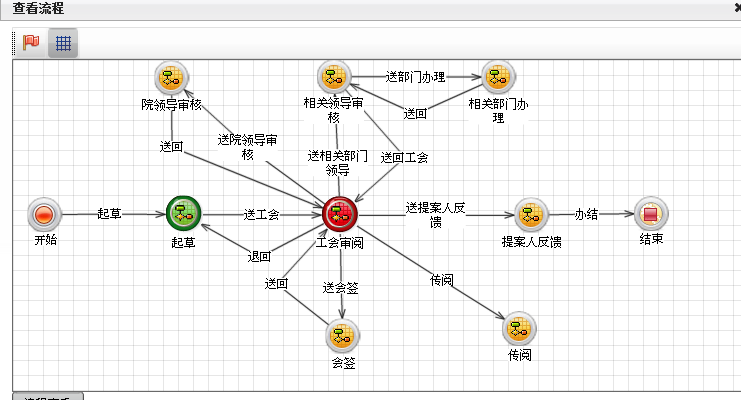 查看流程
院领导审核
相关领导审
核
送部门办理
相关部门办
理
送回
送回
送院领导审
核
送相关部门
领导
送回工会
开始
起草
起草
送工会
工会审阅
送提案人反
馈
提案人反馈
办结
结束
退回
送回
送会签
传阅
会签
传阅